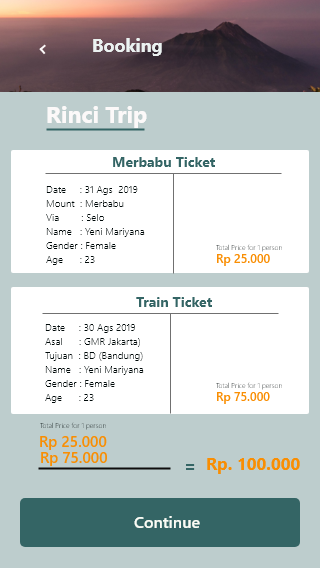 Booking
Rinci Trip
Merbabu Ticket
Date : 31 Ags 2019
Mount : Merbabu
Via : Selo
Name : Yeni Mariyana
Gender : Female
Age : 23
Total Price for 1 person
Rp 25.000
Train Ticket
Date : 30 Ags 2019
Asal : GMR Jakarta)
Tujuan : BD (Bandung)
Name : Yeni Mariyana
Gender : Female
Age : 23
Total Price for 1 person
Rp 75.000
Total Price for 1 person
Rp 25.000
Rp 75.000
= Rp. 100.000
Continue